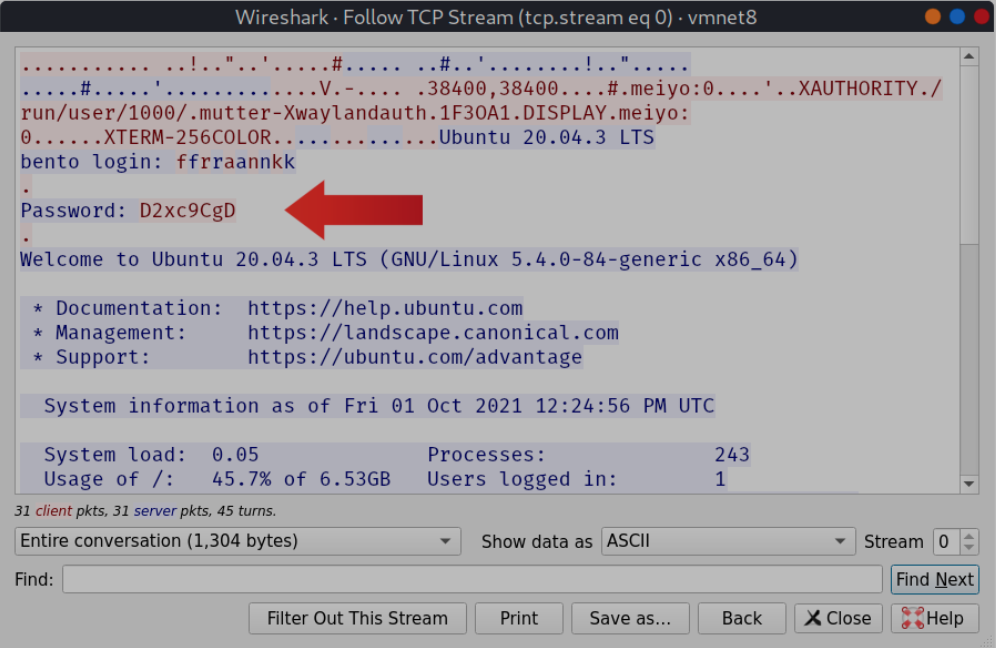 Wireshark · Follow TCP Stream (tcp.stream eq 0) · vmnet8
........... ..!.."..'.....#..... ..#..'........!..".....
.....#.....'.............V.-.... .38400,38400....#.meiyo:0....'..XAUTHORITY./
run/user/1000/.mutter-Xwaylandauth.1F3OA1.DISPLAY.meiyo:
0......XTERM-256COLOR..............Ubuntu 20.04.3 LTS
bento login: ffrraannkk
.
Password: D2xc9CgD
.
Welcome to Ubuntu 20.04.3 LTS (GNU/Linux 5.4.0-84-generic x86_64)
* Documentation:  https://help.ubuntu.com
* Management:     https://landscape.canonical.com
* Support:        https://ubuntu.com/advantage
System information as of Fri 01 Oct 2021 12:24:56 PM UTC
System load:  0.05              Processes:              243
Usage of /:   45.7% of 6.53GB   Users logged in:        1
31 client pkts, 31 server pkts, 45 turns.
Entire conversation (1,304 bytes) Show data as ASCII Stream 0
Find: Find Next
Filter Out This Stream Print Save as… Back Close Help